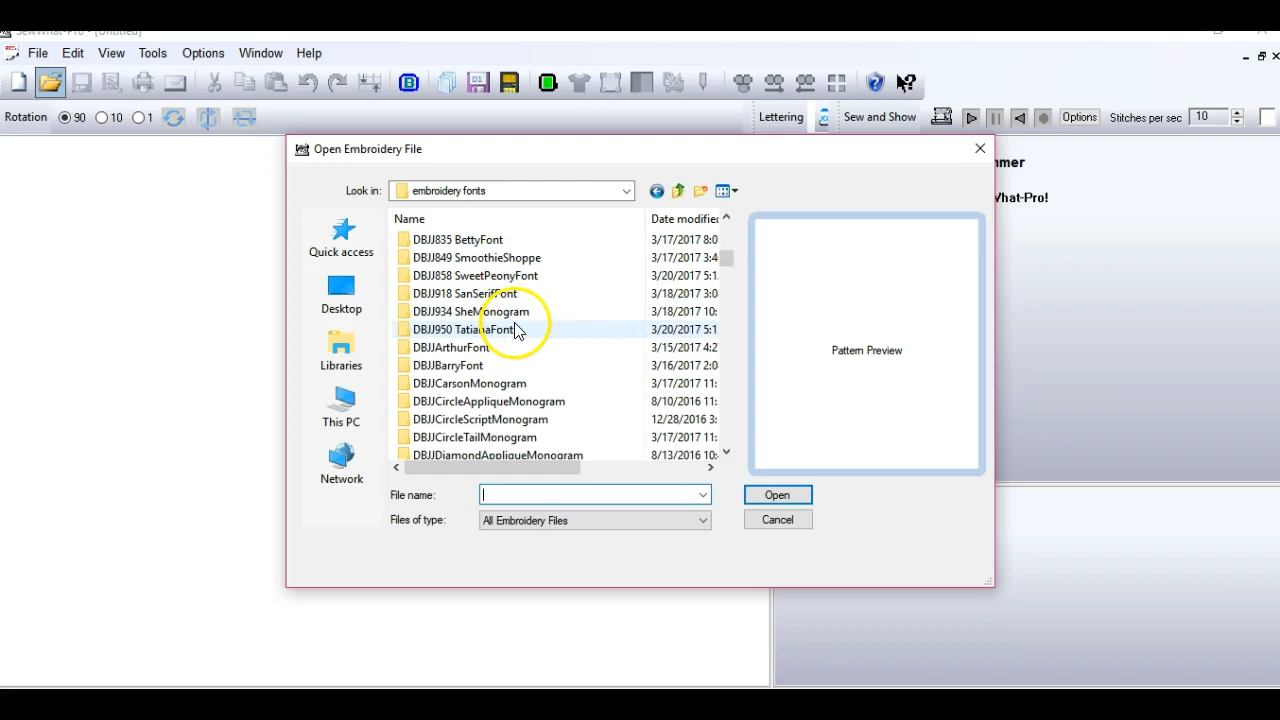 SewWhat-Pro - [Untitled]
File Edit View Tools Options Window Help
Rotation 90 10 1 Lettering Sew and Show Options Stitches per sec 10
Open Embroidery File
Look in: embroidery fonts
Name Date modified
DBJJ835 BettyFont 3/17/2017 8:0
DBJJ849 SmoothieShoppe 3/17/2017 3:4
DBJJ858 SweetPeonyFont 3/20/2017 5:1
DBJJ918 SanSerifFont 3/18/2017 3:0
DBJJ934 SheMonogram 3/18/2017 10:
DBJJ950 TatianaFont 3/20/2017 5:1
DBJJArthurFont 3/15/2017 4:2
DBJJBarryFont 3/16/2017 2:0
DBJJCarsonMonogram 3/17/2017 11:
DBJJCircleAppliqueMonogram 8/10/2016 11:
DBJJCircleScriptMonogram 12/28/2016 3:
DBJJCircleTailMonogram 3/17/2017 11:
DBJJDiamondAppliqueMonogram 8/13/2016 10:
Quick access
Desktop
Libraries
This PC
Network
Pattern Preview
File name: Open
Files of type: All Embroidery Files Cancel
mmer
What-Pro!